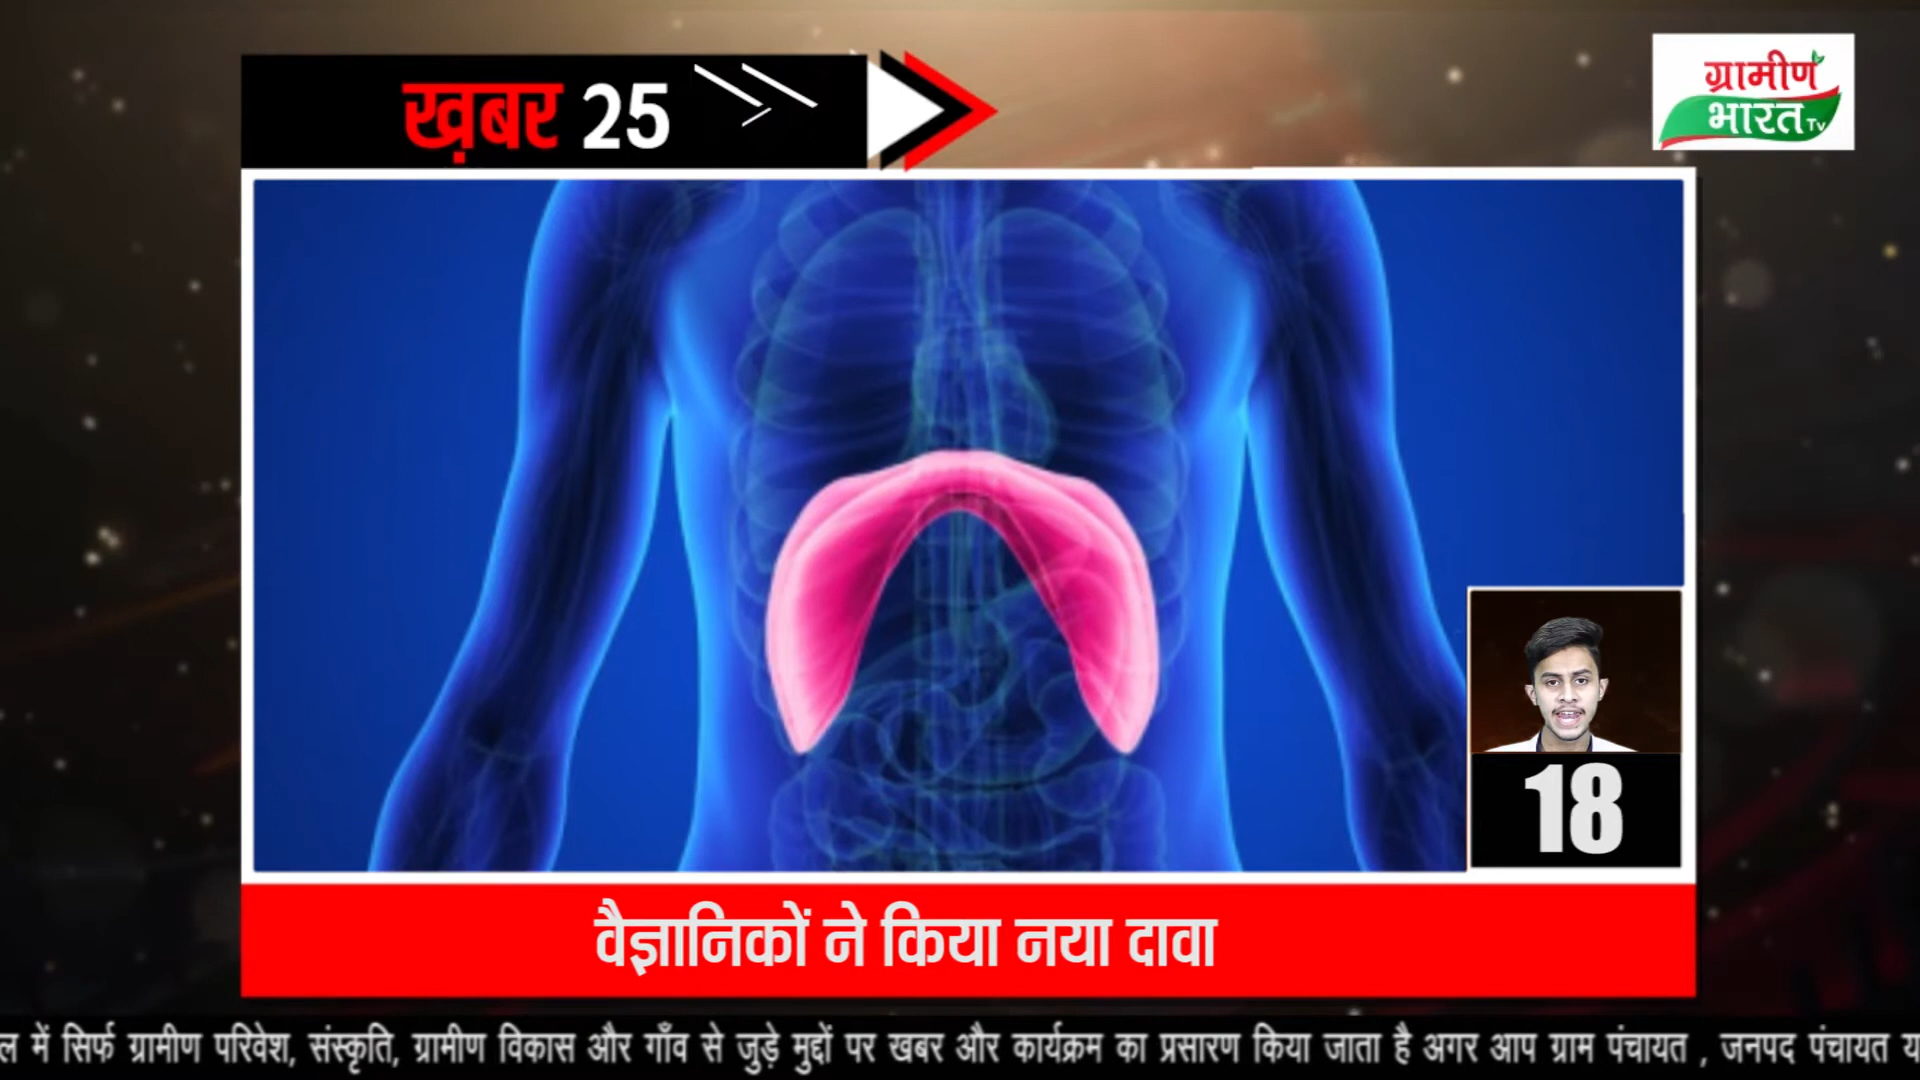 ख़बर 25
ग्रामीण
भारत Tv
18
वैज्ञानिकों ने किया नया दावा
में सिर्फ ग्रामीण परिवेश, संस्कृति, ग्रामीण विकास और गाँव से जुड़े मुद्दों पर खबर और कार्यक्रम का प्रसारण किया जाता है अगर आप ग्राम पंचायत , जनपद पंचायत